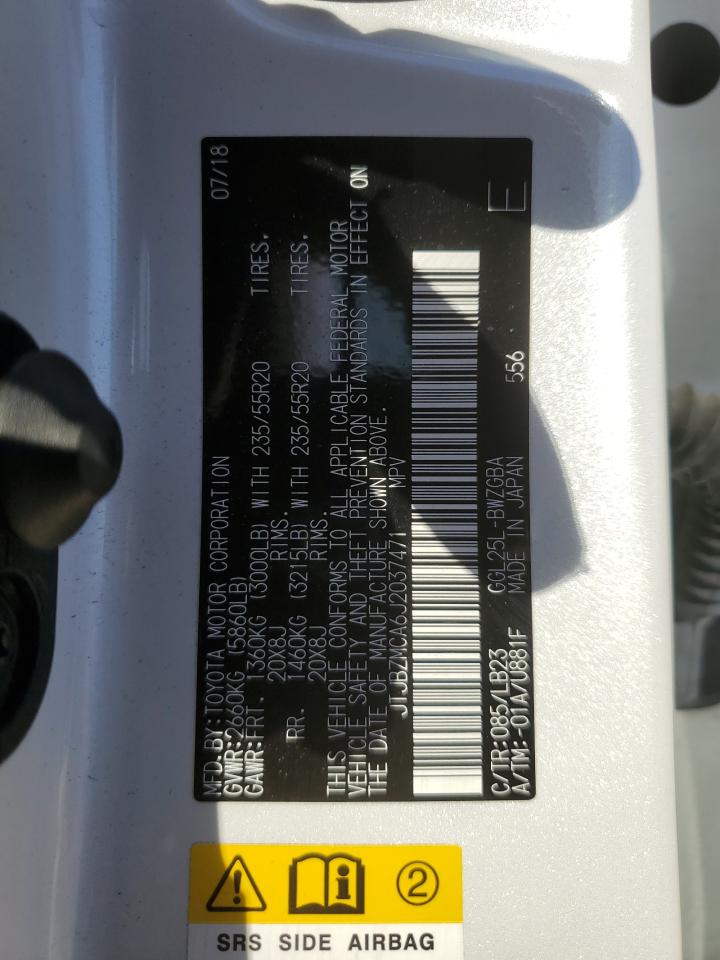 MFD.BY:TOYOTA MOTOR CORPORATION 07/18
GVWR:2660KG (5860LB)
GAWR:FRT. 1360KG (3000LB) WITH 235/55R20 TIRES.
20X8J RIMS.
RR. 1460KG (3215LB) WITH 235/55R20 TIRES.
20X8J RIMS.
THIS VEHICLE CONFORMS TO ALL APPLICABLE FEDERAL MOTOR
VEHICLE SAFETY AND THEFT PREVENTION STANDARDS IN EFFECT ON
THE DATE OF MANUFACTURE SHOWN ABOVE.
JTJBZMCA6J2037471 MPV
C/TR:085/LB23 GGL25L-BWZGBA E
A/TM:-01A/U881F MADE IN JAPAN 556
2
SRS SIDE AIRBAG